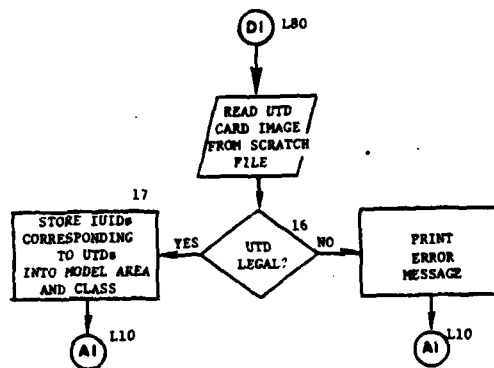 D1 L80
READ UTD
CARD IMAGE
FROM SCRATCH
FILE
17
STORE IUIDs
CORRESPONDING
TO UTDs
INTO MODEL AREA
AND CLASS
YES
16
UTD
LEGAL?
NO
PRINT
ERROR
MESSAGE
A1 L10
A1 L10